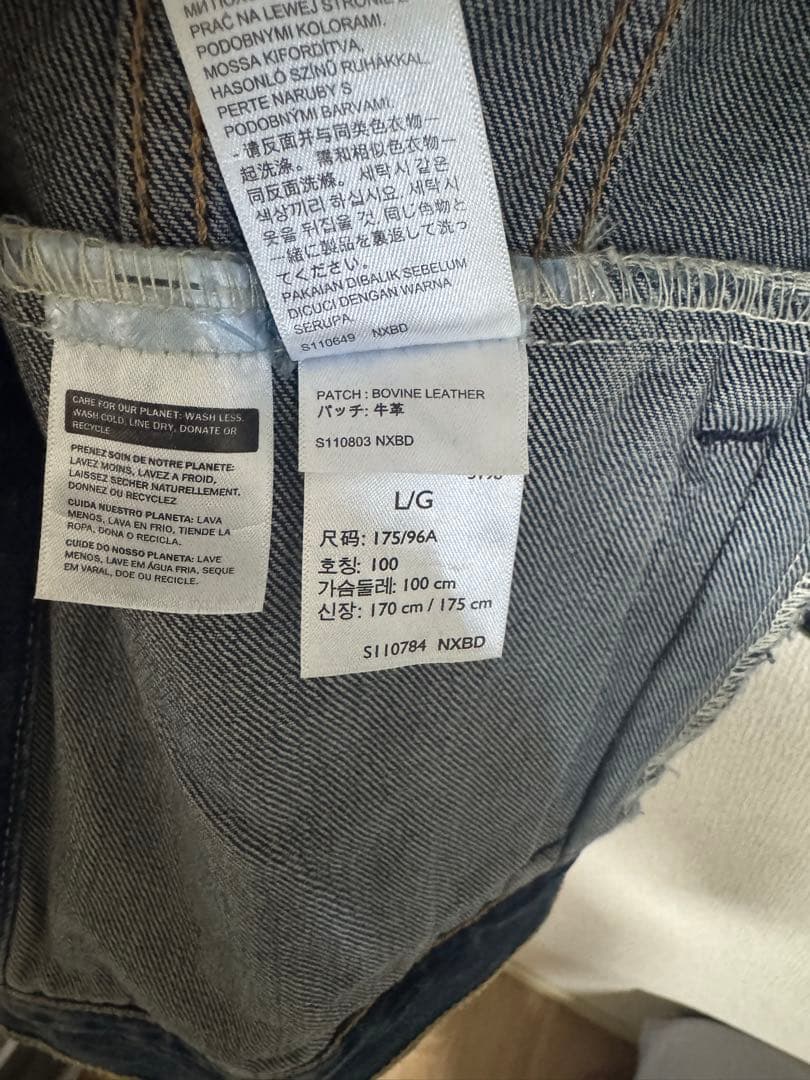 PRAĆ NA LEWEJ STRONIE Z
PODOBNYMI KOLORAMI.
MOSSA KIFORDÍTVA,
HASONLÓ SZÍNŰ RUHÁKKAL.
PERTE NARUBY S
PODOBNÝMI BARVAMI.
请反面并与同类色衣物一
起洗涤。需和相似色衣物一
同反面洗滌。세탁시 같은
색상끼리 하십시요. 세탁시
옷을 뒤집을 것. 同じ色物と
一緒に製品を裏返して洗っ
てください。
PAKAIAN DIBALIK SEBELUM
DICUCI DENGAN WARNA
SERUPA.
S110649 NXBD
CARE FOR OUR PLANET: WASH LESS,
WASH COLD, LINE DRY, DONATE OR
RECYCLE
PRENEZ SOIN DE NOTRE PLANETE:
LAVEZ MOINS, LAVEZ A FROID,
LAISSEZ SECHER NATURELLEMENT,
DONNEZ OU RECYCLEZ
CUIDA NUESTRO PLANETA: LAVA
MENOS, LAVA EN FRIO, TIENDE LA
ROPA, DONA O RECICLA.
CUIDE DO NOSSO PLANETA: LAVE
MENOS, LAVE EM ÁGUA FRIA, SEQUE
EM VARAL, DOE OU RECICLE.
PATCH : BOVINE LEATHER
パッチ: 牛革
S110803 NXBD
L/G
尺码: 175/96A
호칭: 100
가슴둘레: 100 cm
신장: 170 cm / 175 cm
S110784 NXBD